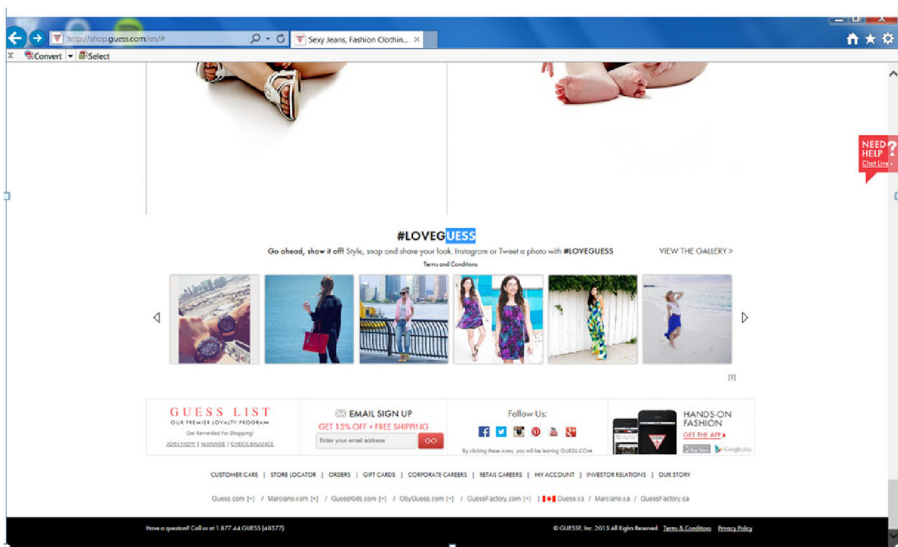 http://shop.guess.com/en/#
Sexy Jeans, Fashion Clothin...
Convert Select
NEED HELP ?
Chat Live
#LOVEGUESS
Go ahead, show it off! Style, snap and share your look. Instagram or Tweet a photo with #LOVEGUESS VIEW THE GALLERY >
Terms and Conditions
[?]
GUESS LIST
OUR PREMIER LOYALTY PROGRAM
Get Rewarded For Shopping!
JOIN NOW | MANAGE | CHECK BALANCE
EMAIL SIGN UP
GET 15% OFF + FREE SHIPPING
Enter your email address GO
Follow Us:
By clicking these icons, you will be leaving GUESS.COM
HANDS-ON
FASHION
GET THE APP
App Store Google play
CUSTOMER CARE | STORE LOCATOR | ORDERS | GIFT CARDS | CORPORATE CAREERS | RETAIL CAREERS | MY ACCOUNT | INVESTOR RELATIONS | OUR STORY
Guess.com [+] / Marciano.com [+] / GuessKids.com [+] / GbyGuess.com [+] / GuessFactory.com [+] | Guess.ca / Marciano.ca / GuessFactory.ca
Have a question? Call us at 1.877.44.GUESS (48377) © GUESS?, Inc. 2015 All Rights Reserved. Terms & Conditions Privacy Policy